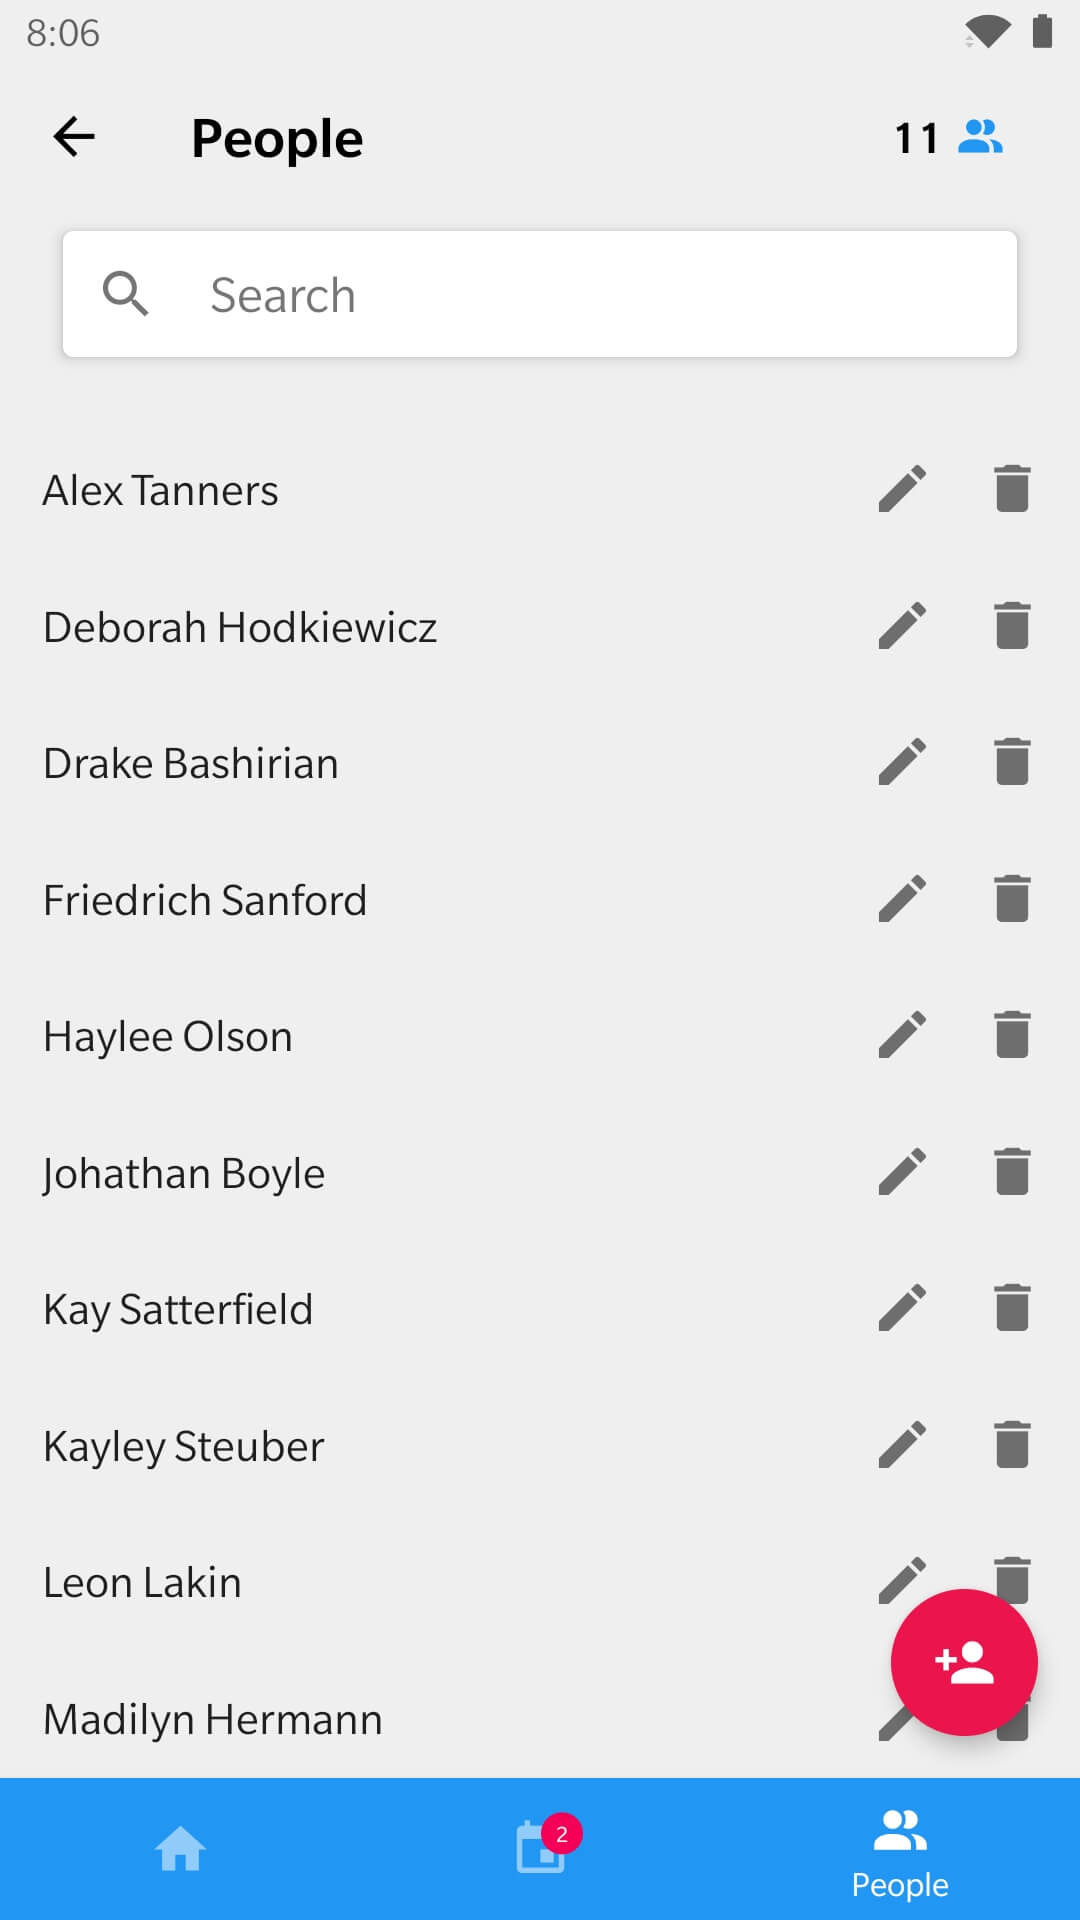 8:06
People
11
Search
Alex Tanners
Deborah Hodkiewicz
Drake Bashirian
Friedrich Sanford
Haylee Olson
Johathan Boyle
Kay Satterfield
Kayley Steuber
Leon Lakin
Madilyn Hermann
2
People